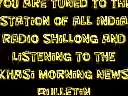 YOU ARE TUNED TO THE
STATION OF ALL INDIA
RADIO SHILLONG AND
LISTENING TO THE
KHASI MORNING NEWS
BULLETIN